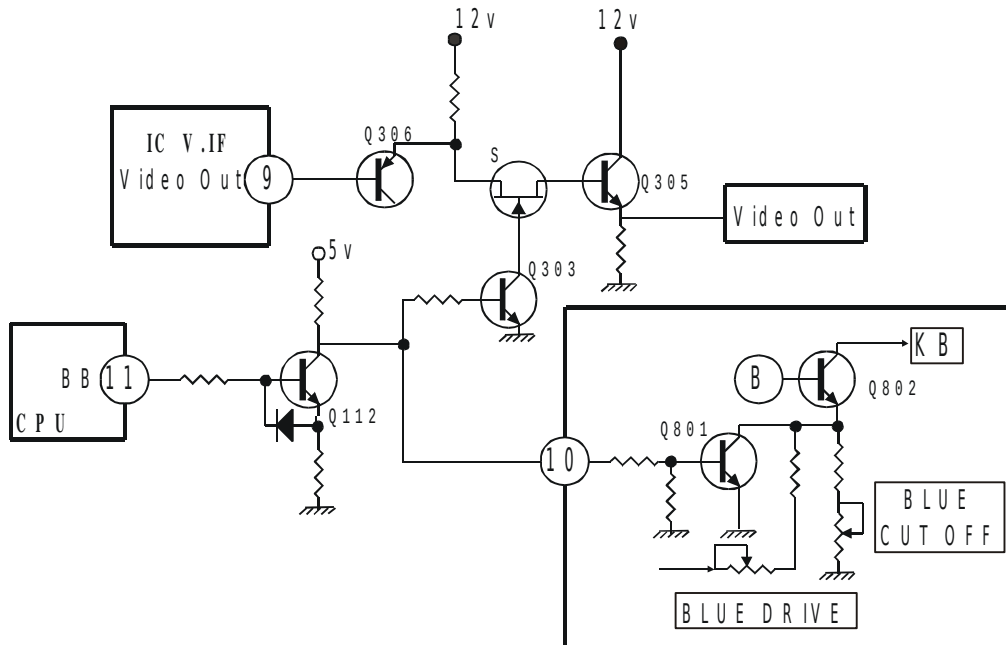 12v
12v
IC V.IF
Video Out
9
Q306
S
Q305
Video Out
5v
Q303
BB
11
CPU
Q112
KB
B
Q802
Q801
10
BLUE
CUT OFF
BLUE DRIVE